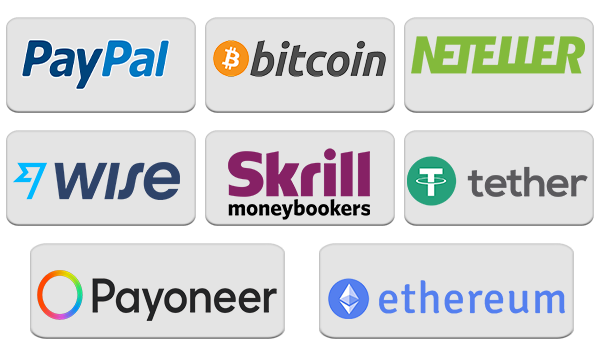 PayPal
bitcoin
NETELLER
wise
Skrill
moneybookers
tether
Payoneer
ethereum